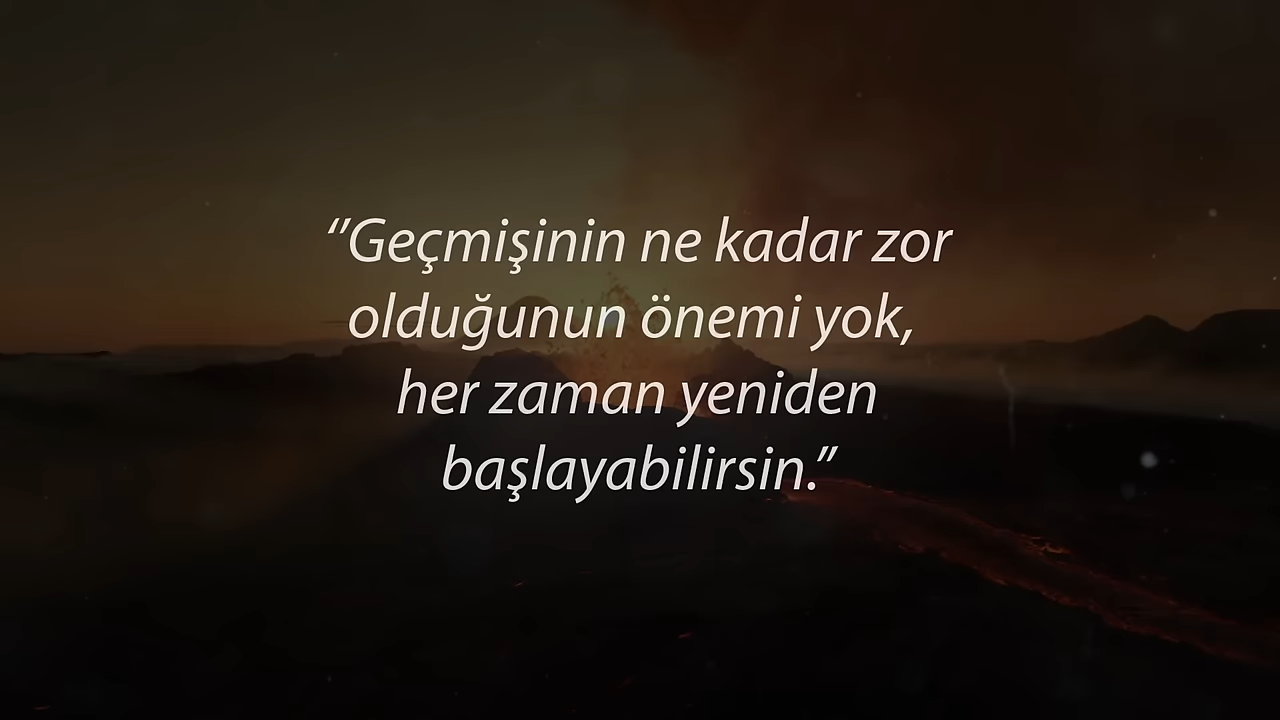 “Geçmişinin ne kadar zor
olduğunun önemi yok,
her zaman yeniden
başlayabilirsin.”